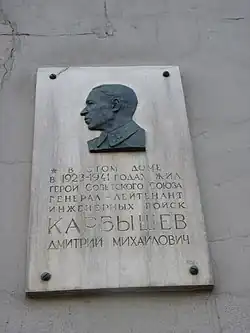 В ЭТОМ ДОМЕ
В 1923-1941 ГОДАХ ЖИЛ
ГЕРОЙ СОВЕТСКОГО СОЮЗА
ГЕНЕРАЛ-ЛЕЙТЕНАНТ
ИНЖЕНЕРНЫХ ВОЙСК
КАРБЫШЕВ
ДМИТРИЙ МИХАЙЛОВИЧ